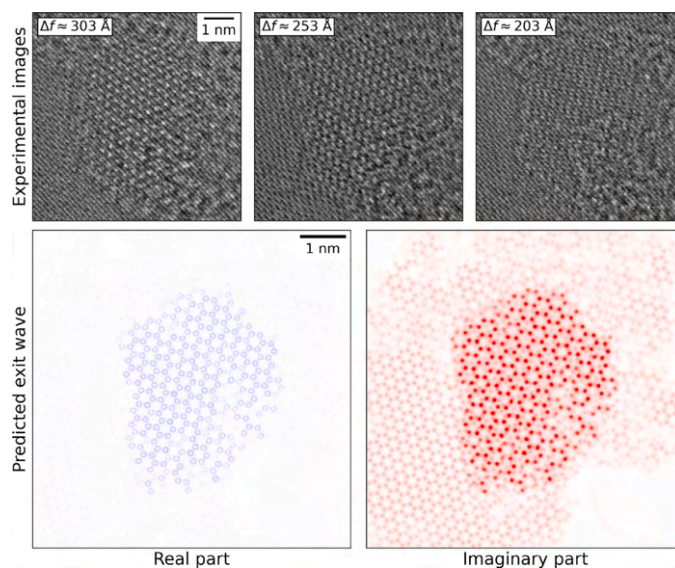 Experimental images
Δf ≈ 303 Å
1 nm
Δf ≈ 253 Å
Δf ≈ 203 Å
Predicted exit wave
1 nm
Real part
Imaginary part